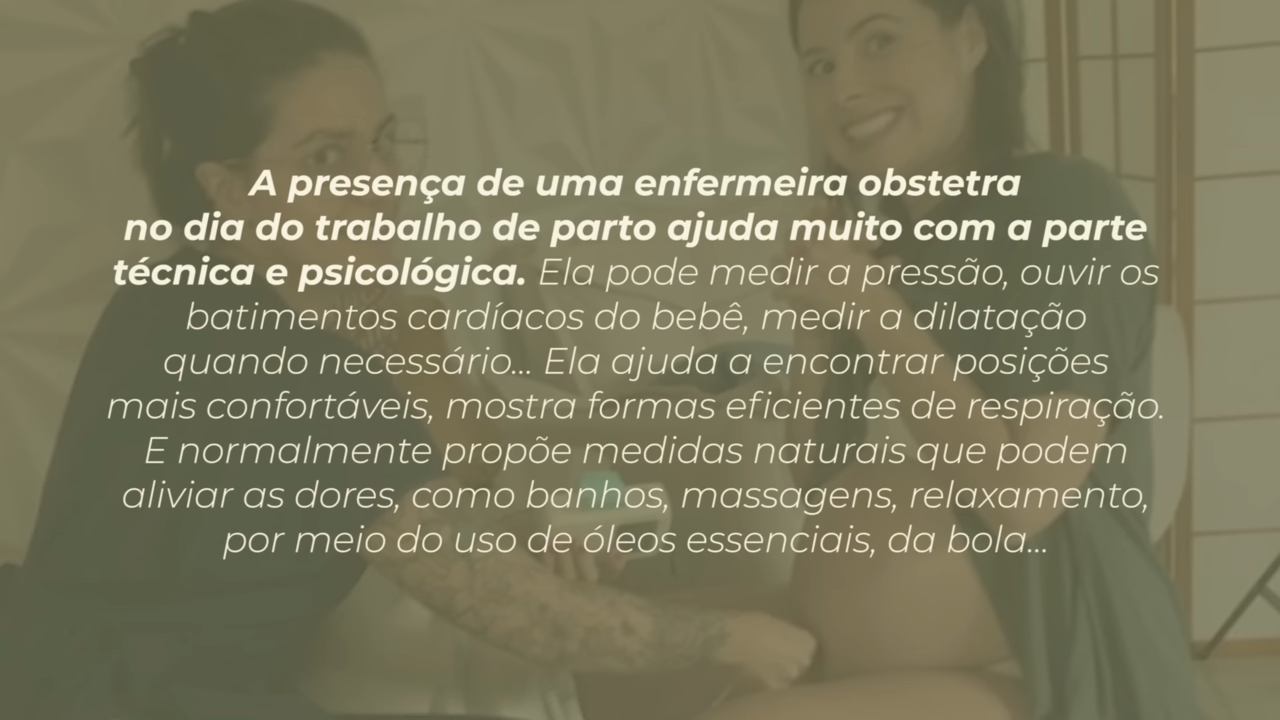 A presença de uma enfermeira obstetra
no dia do trabalho de parto ajuda muito com a parte
técnica e psicológica. Ela pode medir a pressão, ouvir os
batimentos cardíacos do bebê, medir a dilatação
quando necessário... Ela ajuda a encontrar posições
mais confortáveis, mostra formas eficientes de respiração.
E normalmente propõe medidas naturais que podem
aliviar as dores, como banhos, massagens, relaxamento,
por meio do uso de óleos essenciais, da bola...